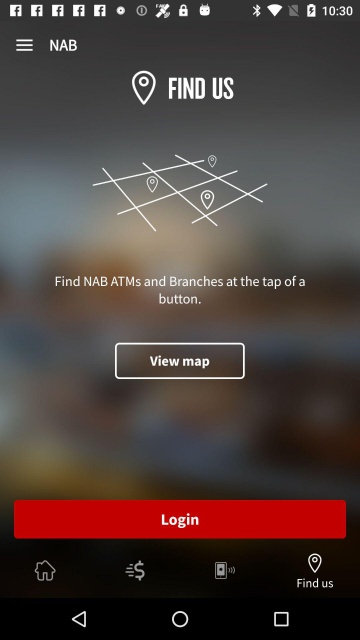 10:30
NAB
FIND US
Find NAB ATMs and Branches at the tap of a
button.
View map
Login
Find us